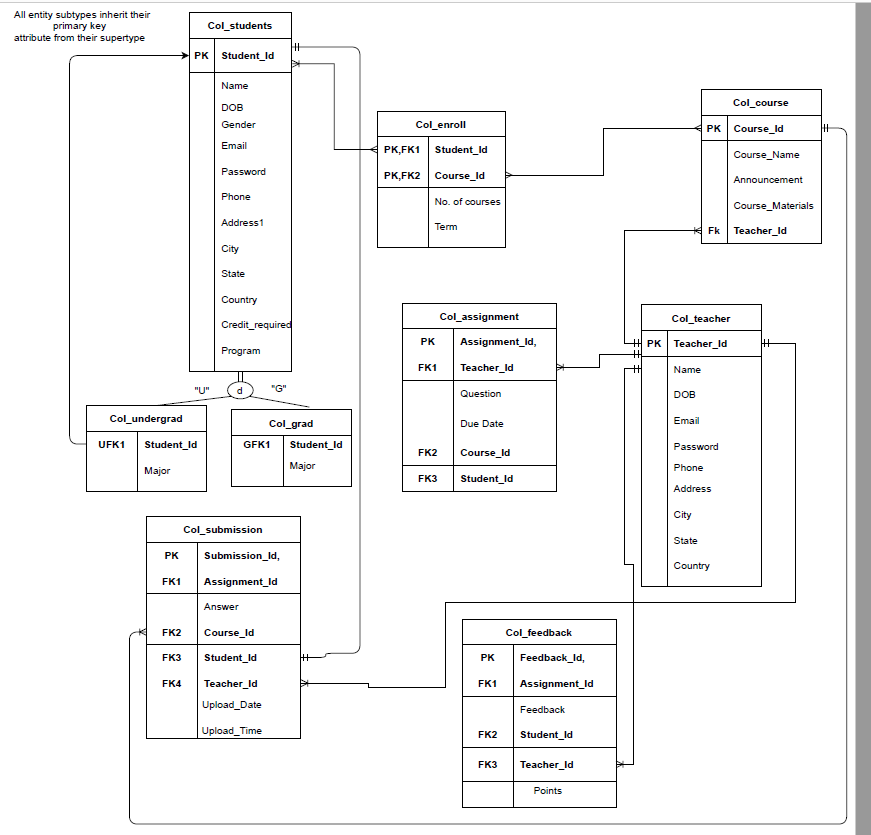 All entity subtypes inherit their
primary key
attribute from their supertype
Col_students
PK Student_Id
Name
DOB
Gender
Email
Password
Phone
Address1
City
State
Country
Credit_required
Program
"U" d "G"
Col_undergrad
UFK1 Student_Id
Major
Col_grad
GFK1 Student_Id
Major
Col_enroll
PK,FK1 Student_Id
PK,FK2 Course_Id
No. of courses
Term
Col_course
PK Course_Id
Course_Name
Announcement
Course_Materials
Fk Teacher_Id
Col_assignment
PK Assignment_Id,
FK1 Teacher_Id
Question
Due Date
FK2 Course_Id
FK3 Student_Id
Col_teacher
PK Teacher_Id
Name
DOB
Email
Password
Phone
Address
City
State
Country
Col_submission
PK Submission_Id,
FK1 Assignment_Id
Answer
FK2 Course_Id
FK3 Student_Id
FK4 Teacher_Id
Upload_Date
Upload_Time
Col_feedback
PK Feedback_Id,
FK1 Assignment_Id
Feedback
FK2 Student_Id
FK3 Teacher_Id
Points